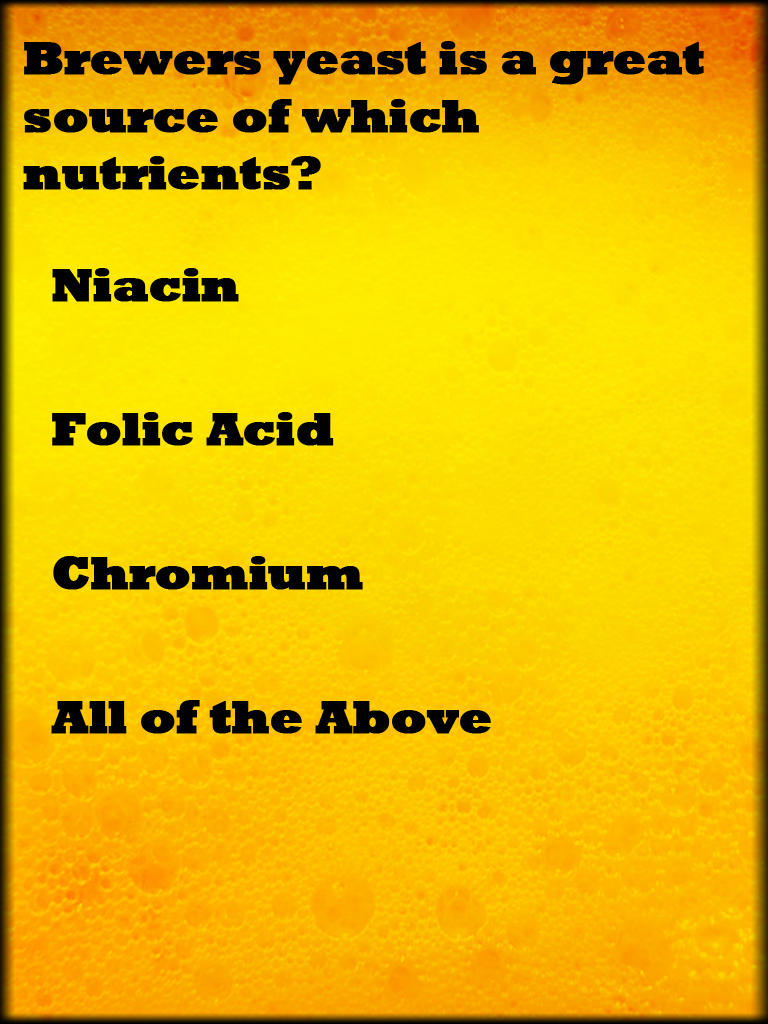 Brewers yeast is a great
source of which
nutrients?
Niacin
Folic Acid
Chromium
All of the Above